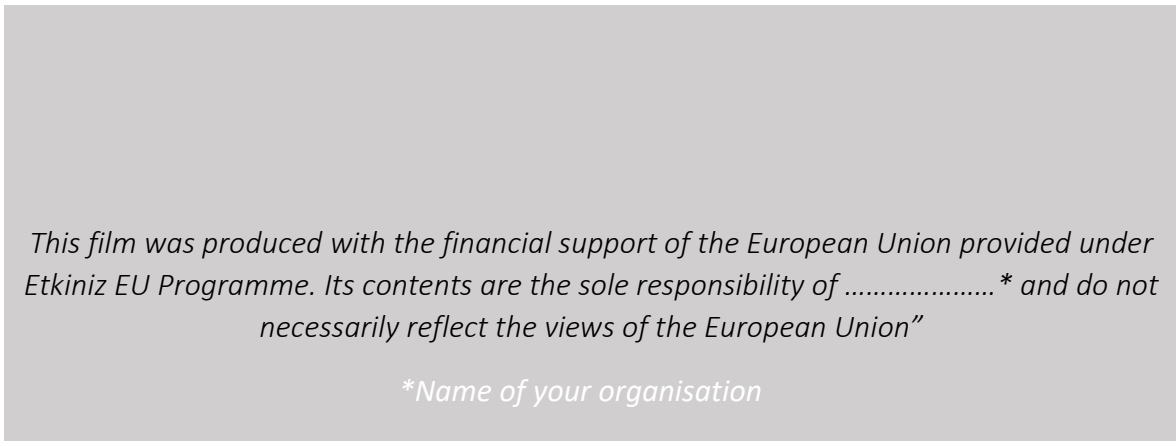 This film was produced with the financial support of the European Union provided under
Etkiniz EU Programme. Its contents are the sole responsibility of .....................* and do not
necessarily reflect the views of the European Union”
*Name of your organisation